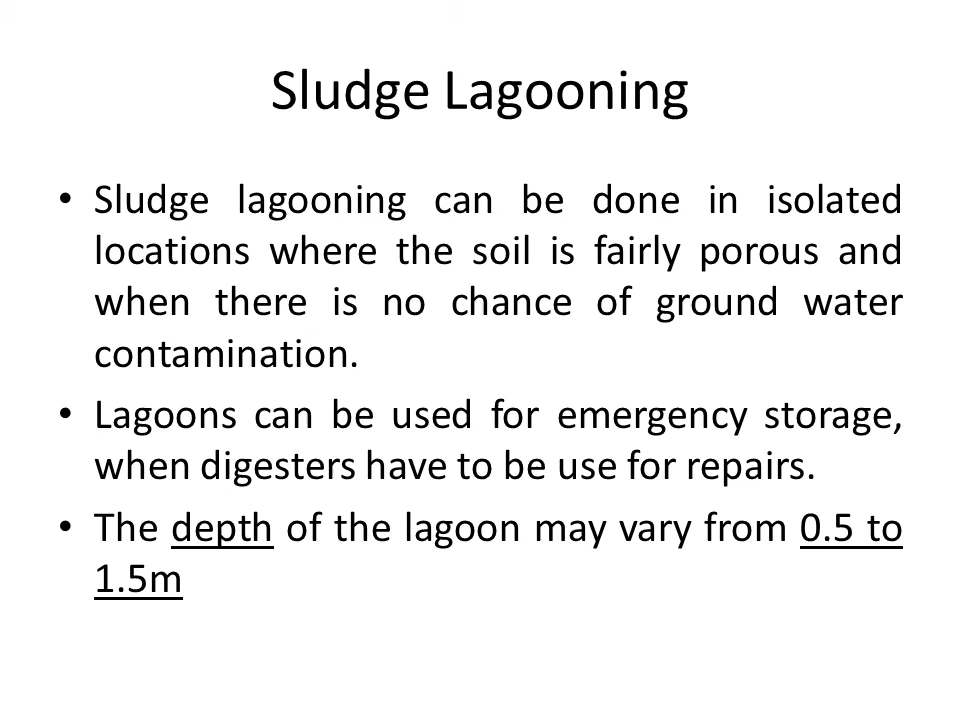 Sludge Lagooning
• Sludge lagooning can be done in isolated
locations where the soil is fairly porous and
when there is no chance of ground water
contamination.
• Lagoons can be used for emergency storage,
when digesters have to be use for repairs.
• The depth of the lagoon may vary from 0.5 to
1.5m